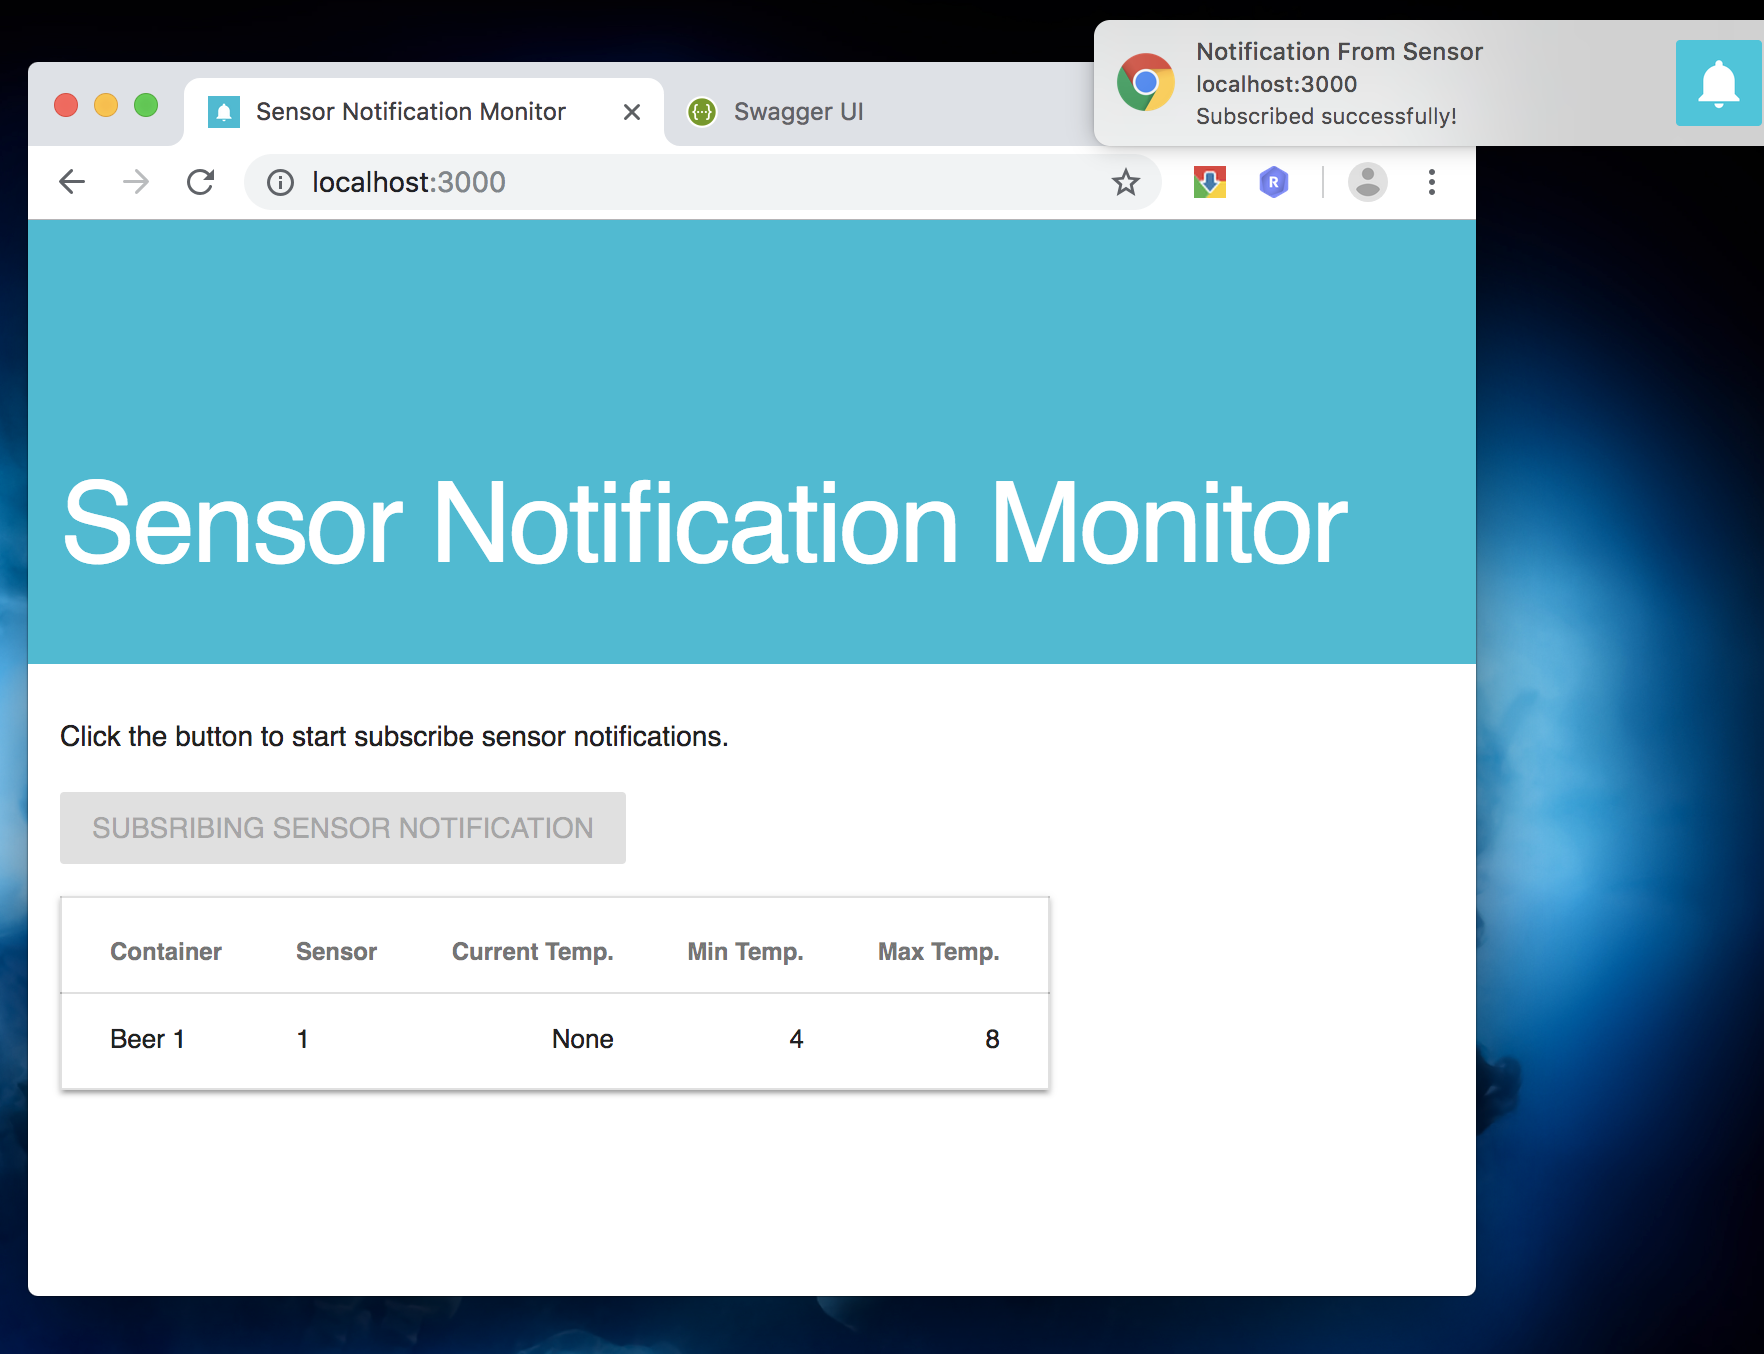 Notification From Sensor
localhost:3000
Subscribed successfully!
Sensor Notification Monitor
Swagger UI
localhost:3000
R
Sensor Notification Monitor
Click the button to start subscribe sensor notifications.
SUBSRIBING SENSOR NOTIFICATION
Container Sensor Current Temp. Min Temp. Max Temp.
Beer 1 1 None 4 8